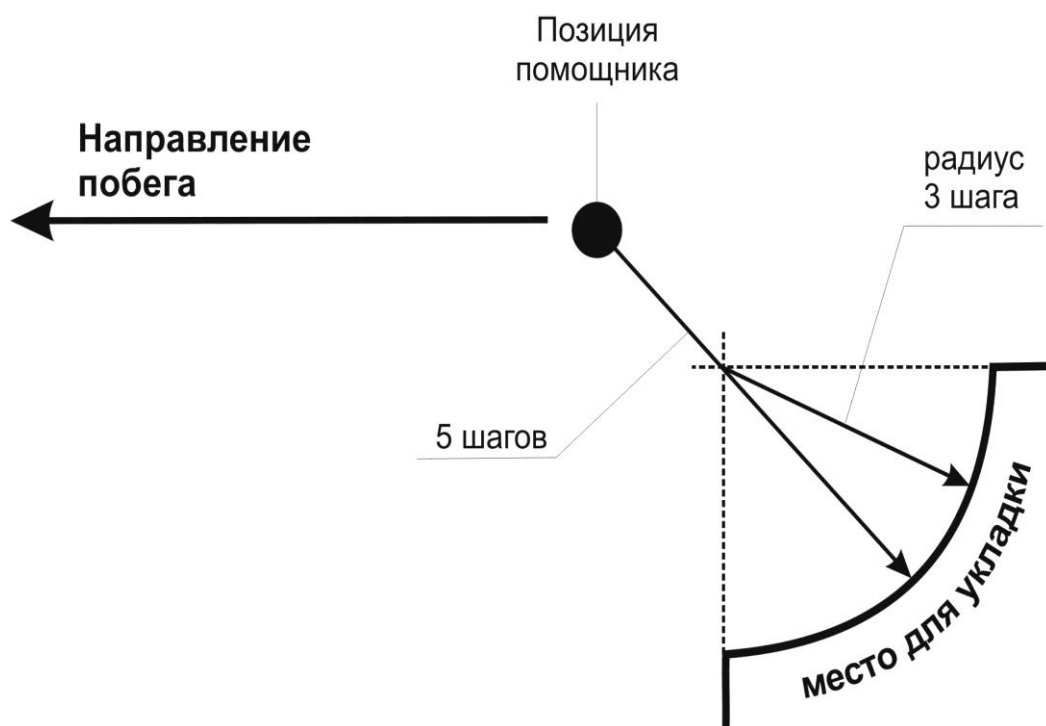 Позиция
помощника
Направление
побега
радиус
3 шага
5 шагов
место для укладки